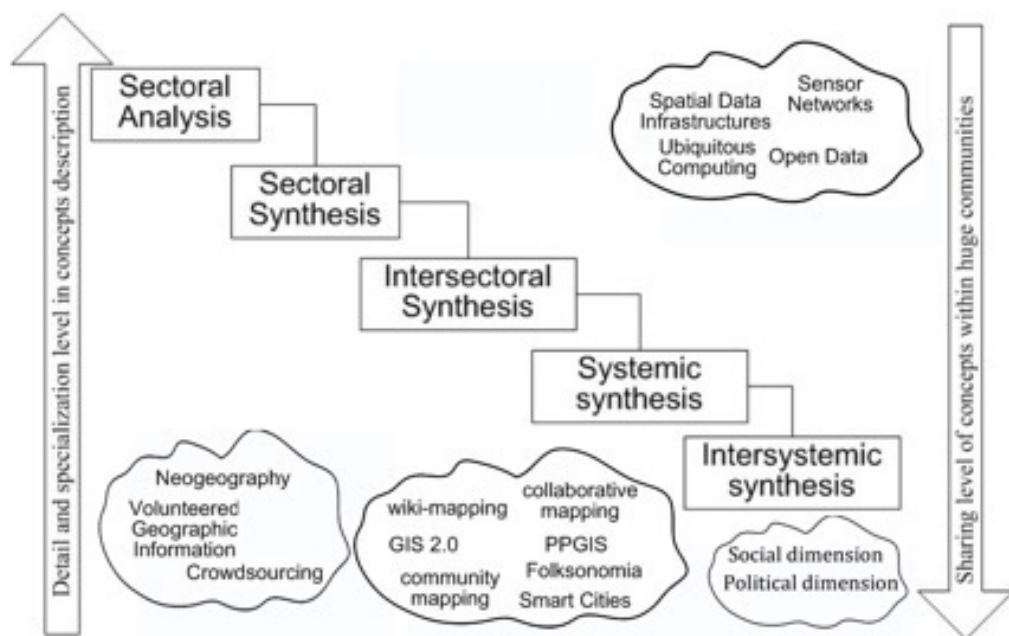 Detail and specialization level in concepts description
Sectoral
Analysis
Sectoral
Synthesis
Intersectoral
Synthesis
Systemic
synthesis
Intersystemic
synthesis
Spatial Data
Infrastructures
Sensor
Networks
Ubiquitous
Computing
Open Data
Neogeography
Volunteered
Geographic
Information
Crowdsourcing
wiki-mapping
collaborative
mapping
GIS 2.0
PPGIS
community
mapping
Folksonomia
Smart Cities
Social dimension
Political dimension
Sharing level of concepts within huge communities